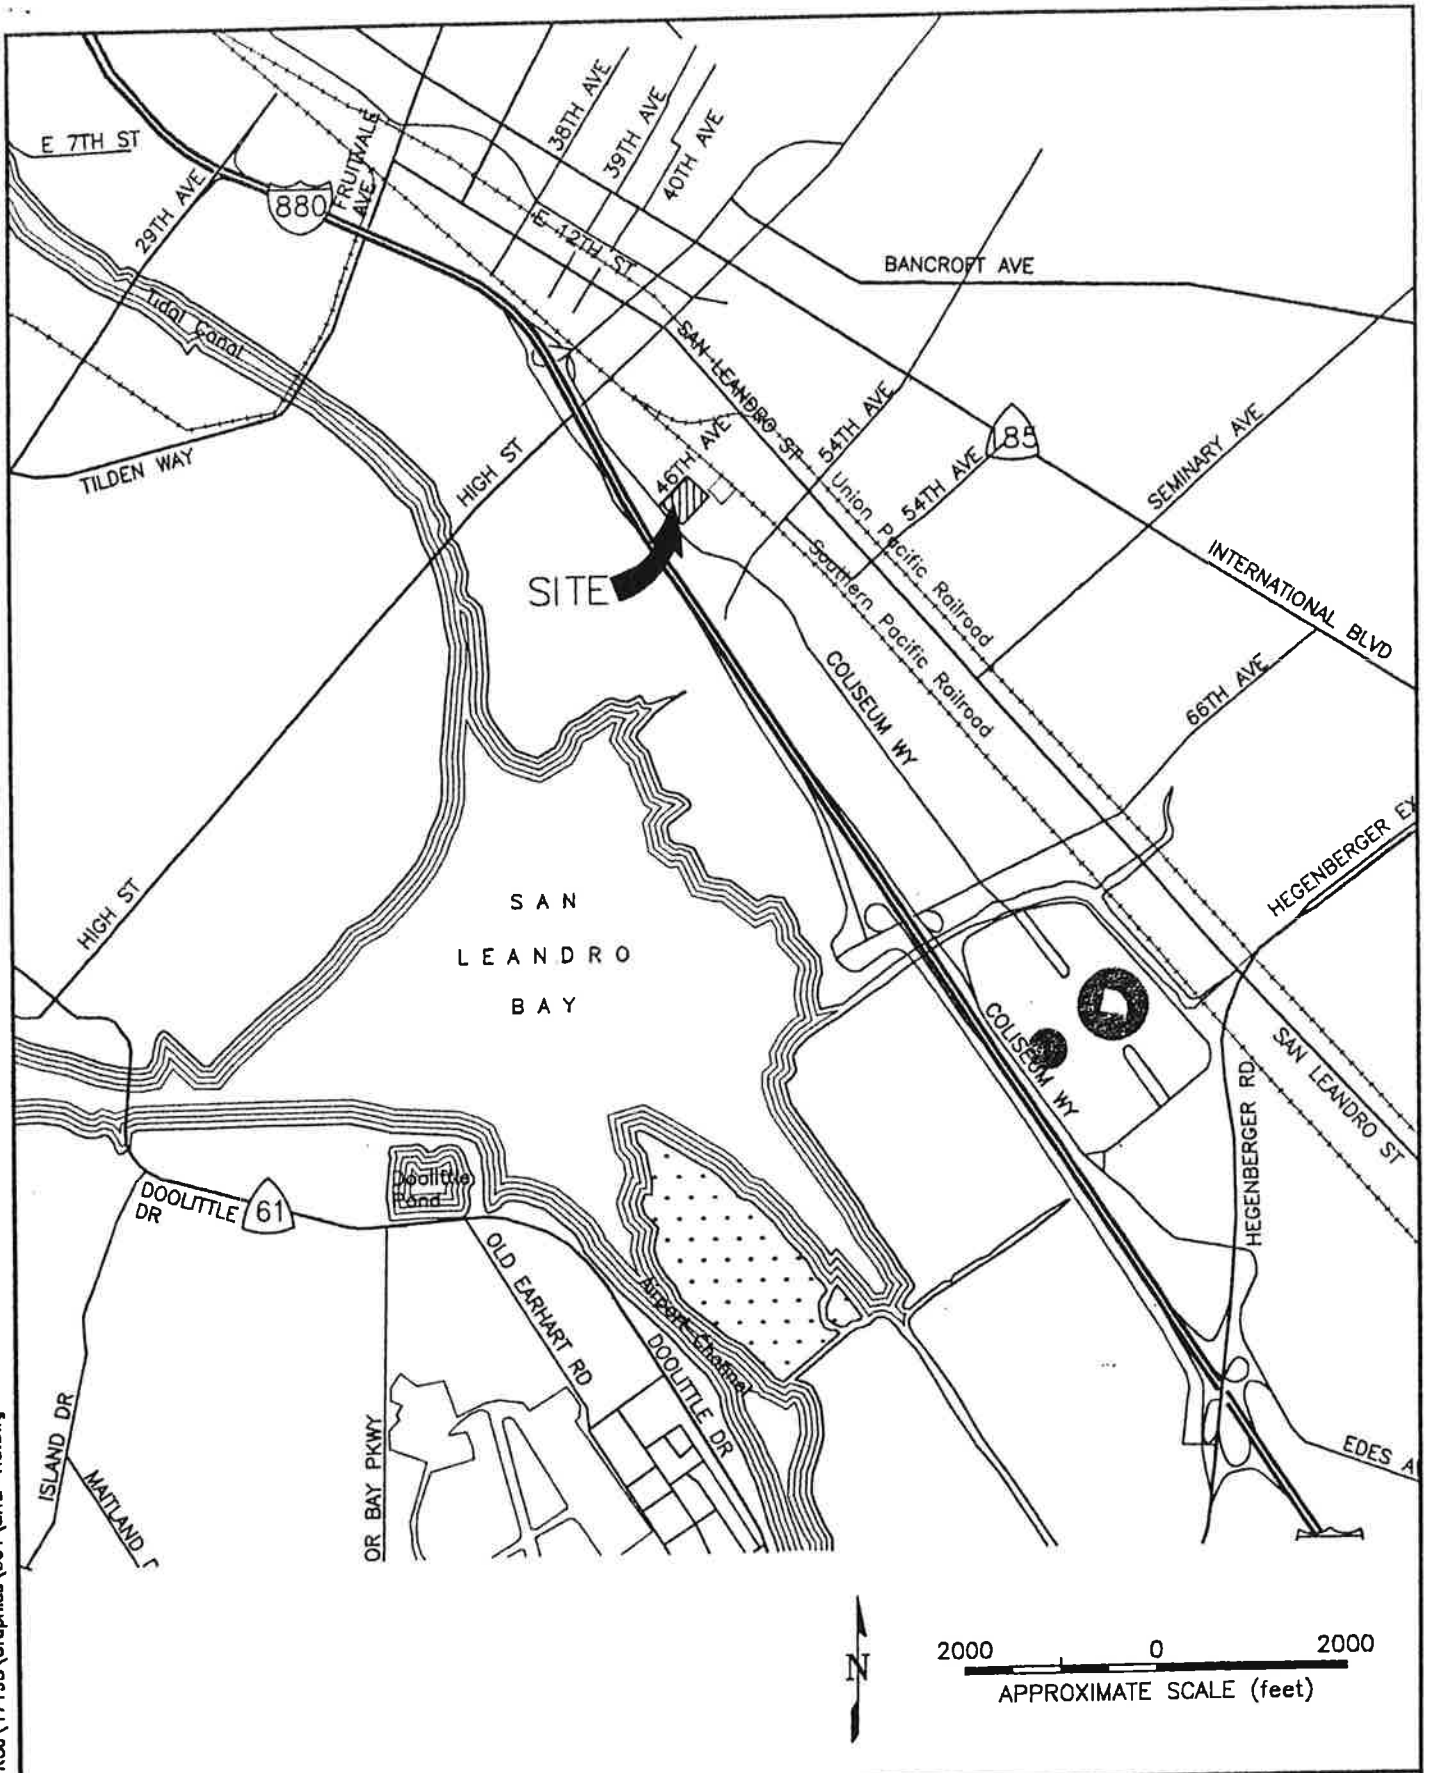 E 7TH ST
29TH AVE
880
FRUITVALE
AVE
38TH AVE
39TH AVE
40TH AVE
E 12TH ST
BANCROFT AVE
Tidal Canal
TILDEN WAY
HIGH ST
SAN LEANDRO ST
46TH AVE
54TH AVE
54TH AVE
185
SEMINARY AVE
Union Pacific Railroad
Southern Pacific Railroad
INTERNATIONAL BLVD
SITE
COLISEUM WY
66TH AVE
HEGENBERGER EX
HIGH ST
SAN
LEANDRO
BAY
COLISEUM WY
SAN LEANDRO ST
HEGENBERGER RD
DOOLITTLE
DR
61
Doolittle
Pond
OLD EARHART RD
Airport Channel
DOOLITTLE DR
ISLAND DR
MAITLAND
OR BAY PKWY
EDES A
N
2000 0 2000
APPROXIMATE SCALE (feet)